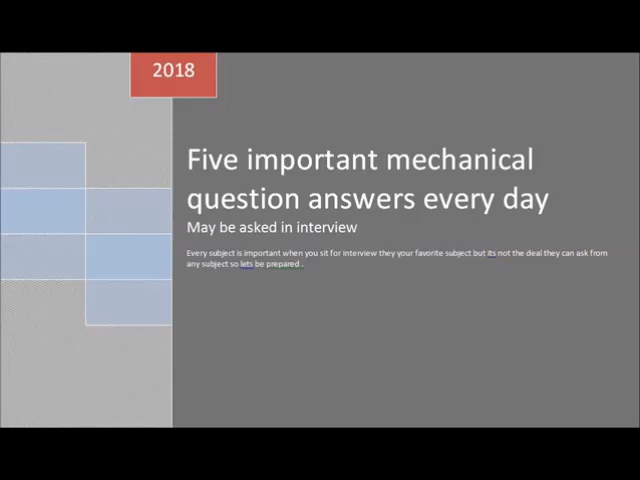 2018
Five important mechanical
question answers every day
May be asked in interview
Every subject is important when you sit for interview they your favorite subject but its not the deal they can ask from
any subject so lets be prepared .